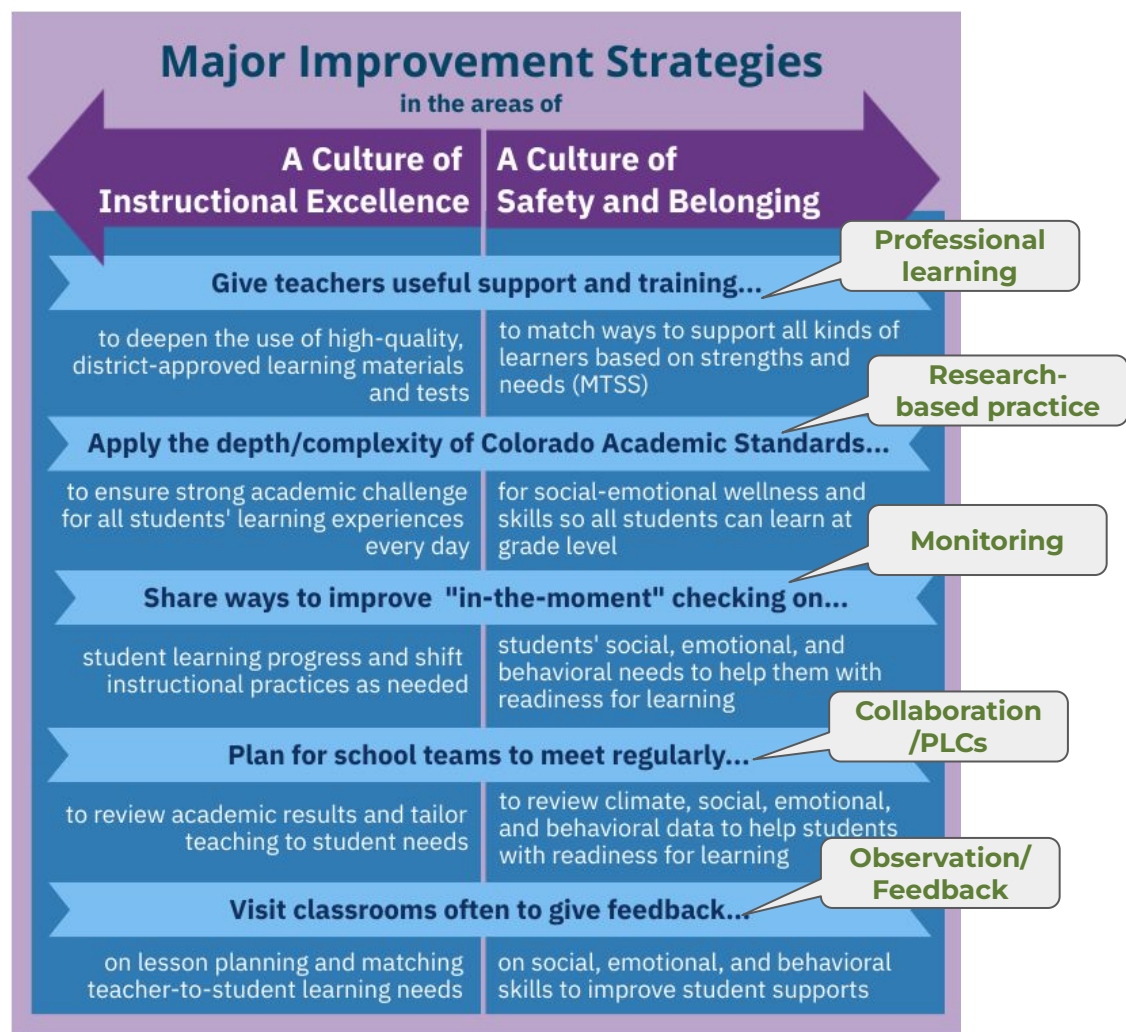 Major Improvement Strategies
in the areas of
A Culture of
Instructional Excellence
A Culture of
Safety and Belonging
Professional
learning
Give teachers useful support and training...
to deepen the use of high-quality,
district-approved learning materials
and tests
to match ways to support all kinds of
learners based on strengths and
needs (MTSS)
Research-
based practice
Apply the depth/complexity of Colorado Academic Standards...
to ensure strong academic challenge
for all students' learning experiences
every day
for social-emotional wellness and
skills so all students can learn at
grade level
Monitoring
Share ways to improve "in-the-moment" checking on...
student learning progress and shift
instructional practices as needed
students' social, emotional, and
behavioral needs to help them with
readiness for learning
Collaboration
/PLCs
Plan for school teams to meet regularly...
to review academic results and tailor
teaching to student needs
to review climate, social, emotional,
and behavioral data to help students
with readiness for learning
Observation/
Feedback
Visit classrooms often to give feedback...
on lesson planning and matching
teacher-to-student learning needs
on social, emotional, and behavioral
skills to improve student supports